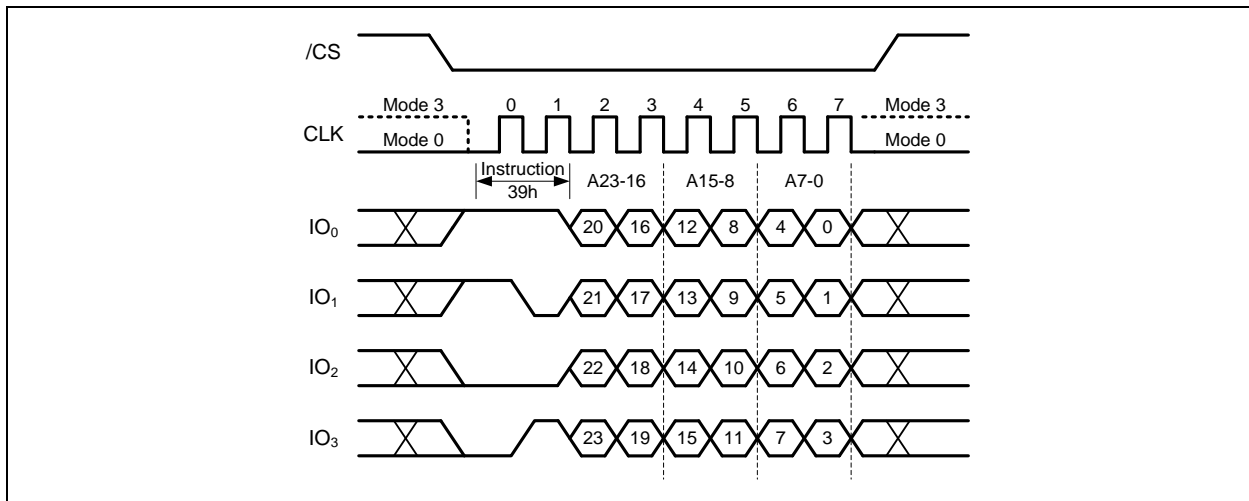 /CS
Mode 3 0 1 2 3 4 5 6 7 Mode 3
CLK
Mode 0 Mode 0
Instruction
39h
A23-16 A15-8 A7-0
IO0 20 16 12 8 4 0
IO1 21 17 13 9 5 1
IO2 22 18 14 10 6 2
IO3 23 19 15 11 7 3